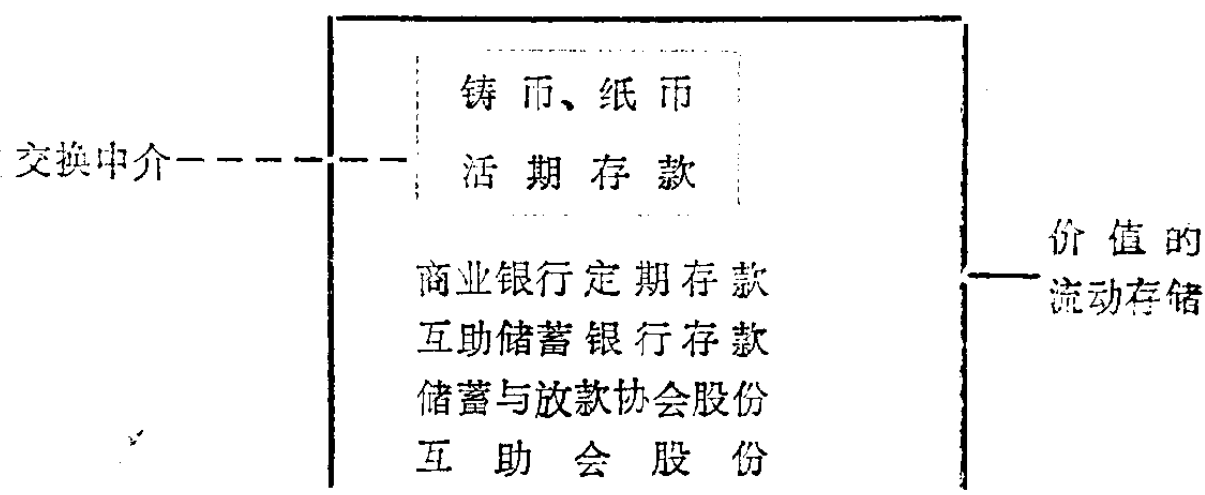 铸币、纸币
交换中介
活期存款
价值的
流动存储
商业银行定期存款
互助储蓄银行存款
储蓄与放款协会股份
互助会股份